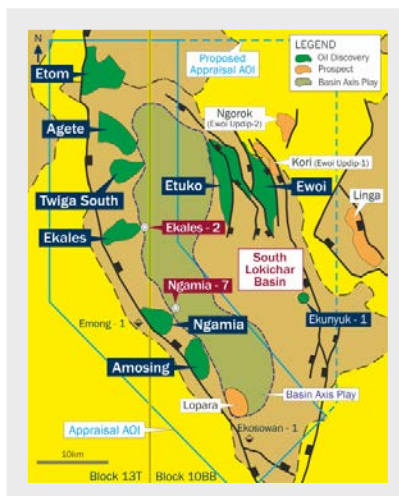 N
Proposed
Appraisal AOI
LEGEND
Oil Discovery
Prospect
Basin Axis Play
Etom
Ngorok
(Ewoi Updip-2)
Agete
Kori (Ewoi Updip-1)
Twiga South
Etuko
Ewoi
Linga
Ekales
Ekales - 2
South
Lokichar
Basin
Ngamia - 7
Emong - 1
Ngamia
Ekunyuk - 1
Amosing
Lopara
Basin Axis Play
Appraisal AOI
Ekosowan - 1
10km
Block 13T
Block 10BB